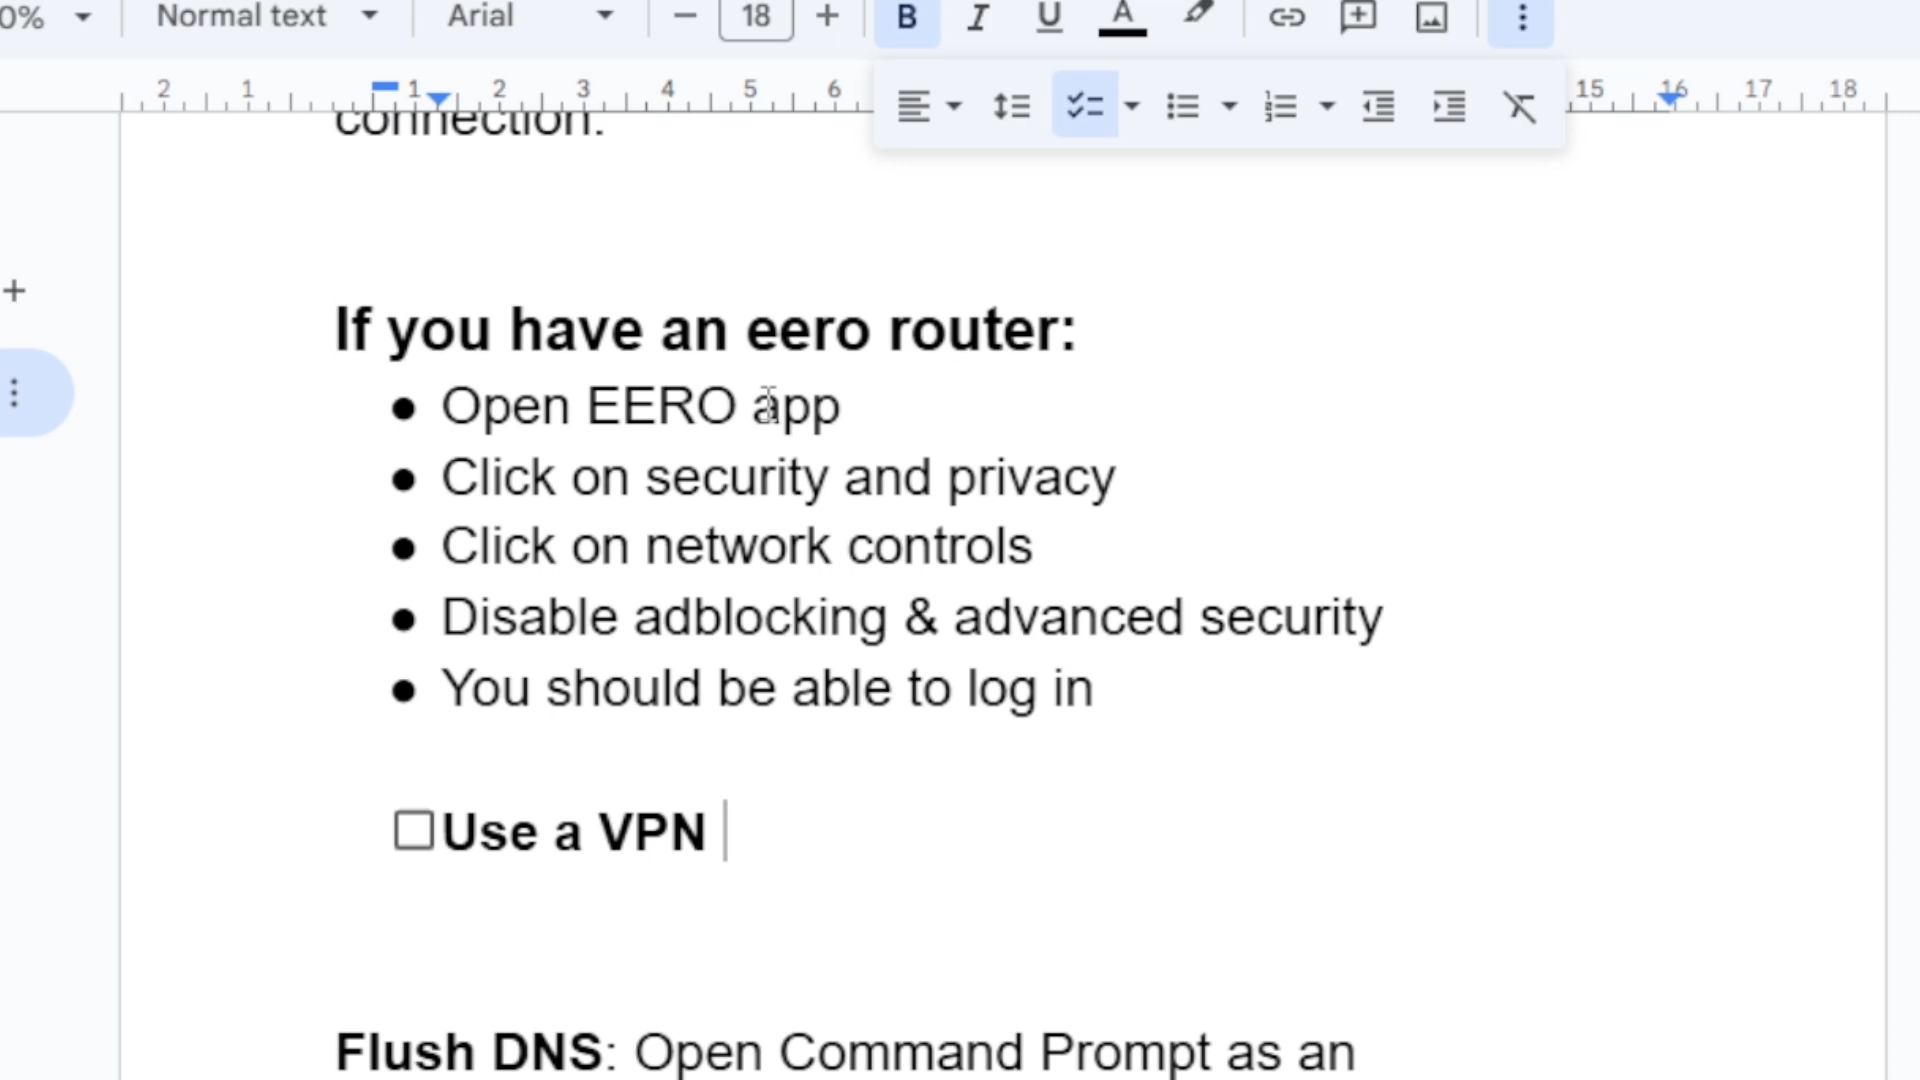 0% Normal text Arial 18 B I U A
2 1 1 2 3 4 5 6 15 16 17 18
connection.
If you have an eero router:
● Open EERO app
● Click on security and privacy
● Click on network controls
● Disable adblocking & advanced security
● You should be able to log in
☐ Use a VPN
Flush DNS: Open Command Prompt as an